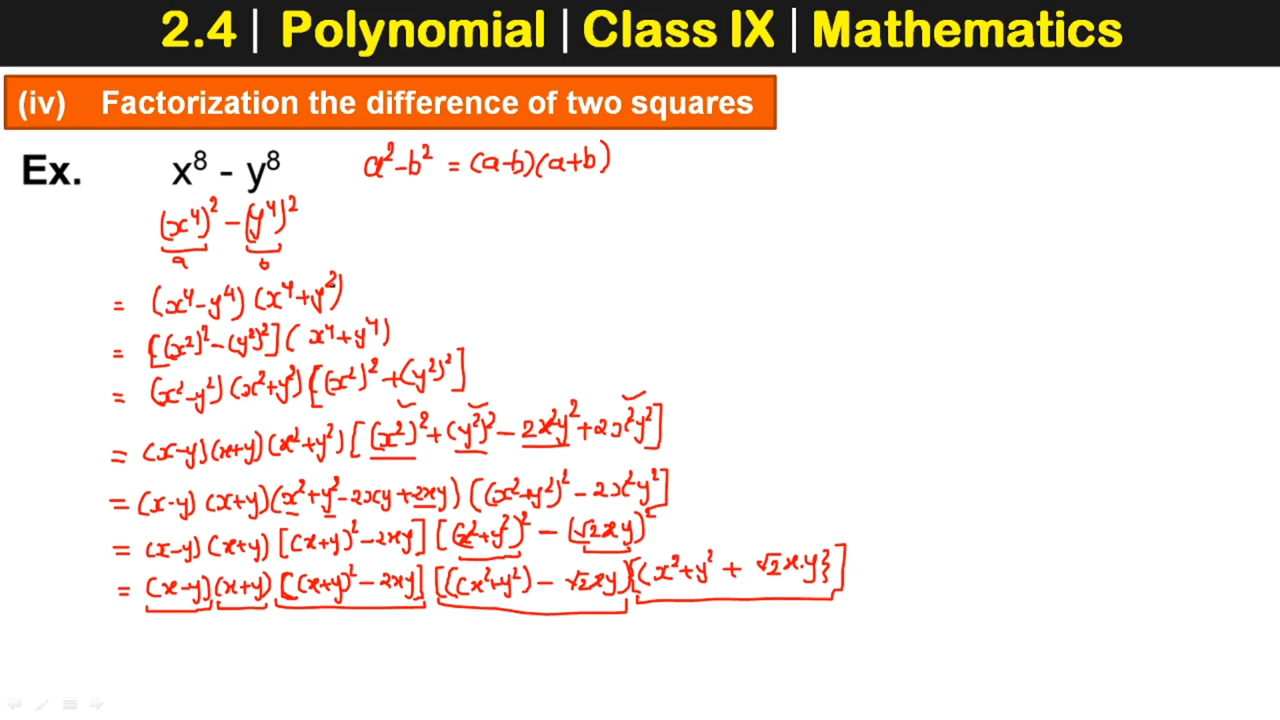 2.4 | Polynomial | Class IX | Mathematics
(iv) Factorization the difference of two squares
Ex. x⁸ - y⁸ a² - b² = (a-b)(a+b)
(x⁴)² - (y⁴)²
a b
= (x⁴ - y⁴) (x⁴ + y²)
= [(x²)² - (y²)²] (x⁴ + y⁴)
= (x² - y²) (x² + y²) [(x²)² + (y²)²]
= (x-y) (x+y) (x² + y²) [(x²)² + (y²)² - 2x²y² + 2x²y²]
= (x-y) (x+y) (x² + y² - 2xy + 2xy) [(x² + y²)² - 2x²y²]
= (x-y) (x+y) [(x+y)² - 2xy] [(x² + y²)² - (√2xy)²
= (x-y) (x+y) [(x+y)² - 2xy] [(x² + y²) - √2xy) {(x² + y² + √2x.y}]